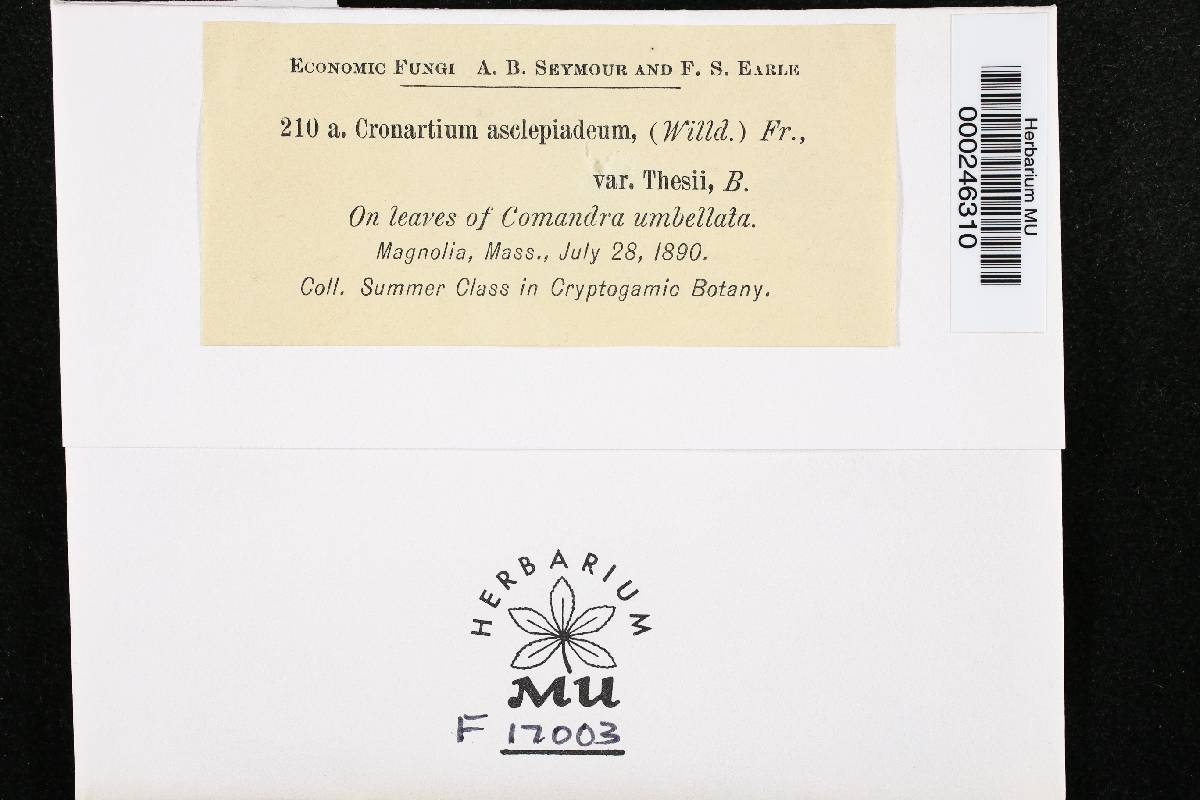 ECONOMIC FUNGI A. B. SEYMOUR AND F. S. EARLE
210 a. Cronartium asclepiadeum, (Willd.) Fr.,
var. Thesii, B.
On leaves of Comandra umbellata.
Magnolia, Mass., July 28, 1890.
Coll. Summer Class in Cryptogamic Botany.
Herbarium MU
000246310
HERBARIUM
MU
F 17003